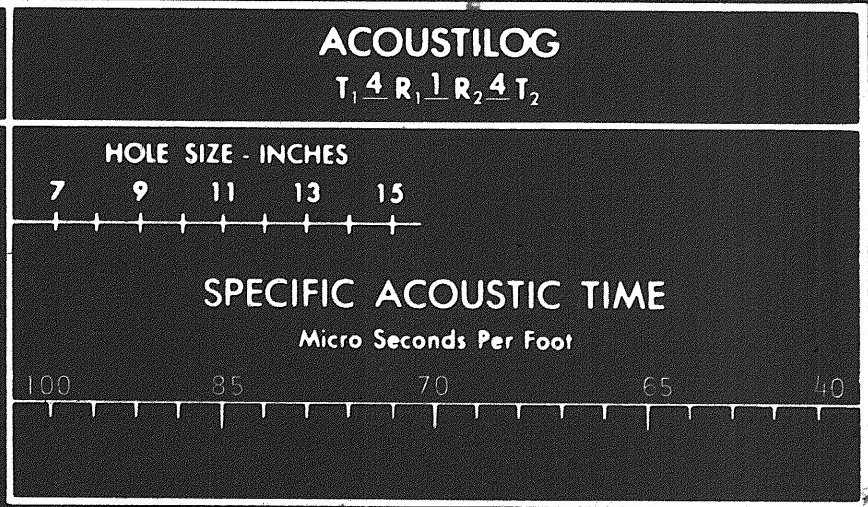 ACOUSTILOG
T₁ 4 R₁ 1 R₂ 4 T₂
HOLE SIZE - INCHES
7 9 11 13 15
SPECIFIC ACOUSTIC TIME
Micro Seconds Per Foot
100 85 70 65 40